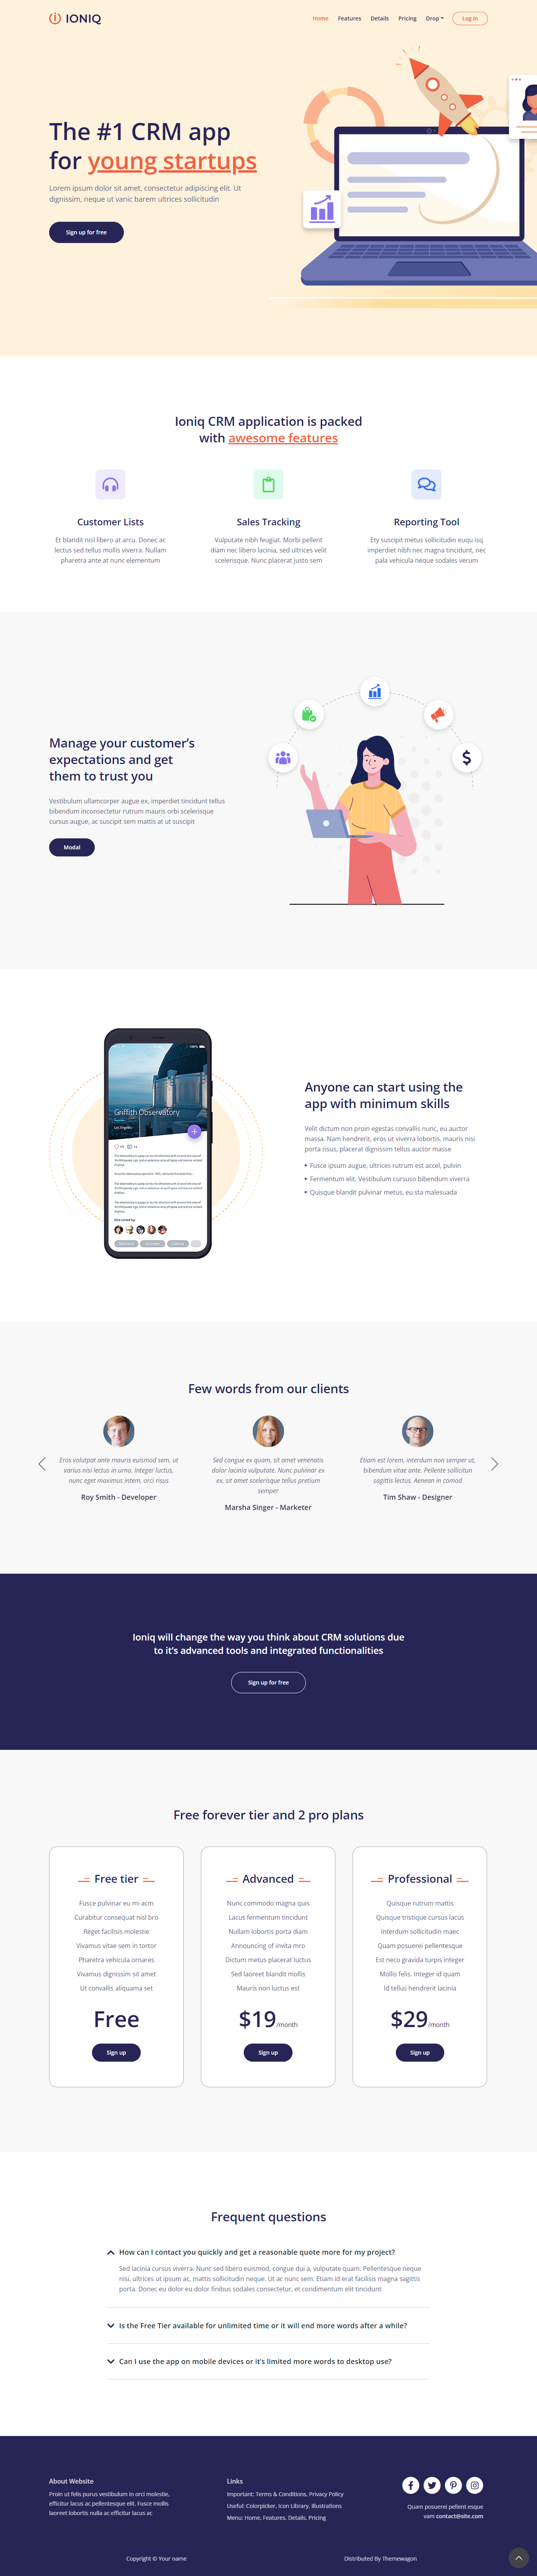 IONIQ
Home Features Details Pricing Drop Log in
The #1 CRM app
for young startups
Lorem ipsum dolor sit amet, consectetur adipiscing elit. Ut
dignissim, neque ut vanic barem ultrices sollicitudin
Sign up for free
Ioniq CRM application is packed
with awesome features
Customer Lists
Et blandit nisl libero at arcu. Donec ac
lectus sed tellus mollis viverra. Nullam
pharetra ante at nunc elementum
Sales Tracking
Vulputate nibh feugiat. Morbi pellent
diam nec libero lacinia, sed ultrices velit
scelerisque. Nunc placerat justo sem
Reporting Tool
Ety suscipit metus sollicitudin euqu isq
imperdiet nibh nec magna tincidunt, nec
pala vehicula neque sodales verum
Manage your customer's
expectations and get
them to trust you
Vestibulum ullamcorper augue ex, imperdiet tincidunt tellus
bibendum inconsectetur rutrum mauris orbi scelerisque
cursus augue, ac suscipit sem mattis at ut suscipit
Modal
$
Griffith Observatory
Los Angeles
Anyone can start using the
app with minimum skills
Velit dictum non proin egestas convallis nunc, eu auctor
massa. Nam hendrerit, eros ut viverra lobortis, mauris nisi
porta risus, placerat dignissim tellus auctor masse
Fusce ipsum augue, ultrices rutrum est accel, pulvin
Fermentum elit. Vestibulum cursuso bibendum viverra
Quisque blandit pulvinar metus, eu sta malesuada
Few words from our clients
Eros volutpat ante mauris euismod sem, ut
varius nisi lectus in urna. Integer luctus,
nunc eget maximus intem, orci risus
Roy Smith - Developer
Sed congue ex quam, sit amet venenatis
dolor lacinia vulputate. Nunc pulvinar ex
ex, sit amet scelerisque tellus pretium
semper
Marsha Singer - Marketer
Etiam est lorem, interdum non semper ut,
bibendum vitae ante. Pellente sollicitun
sagittis lectus. Aenean in comod
Tim Shaw - Designer
Ioniq will change the way you think about CRM solutions due
to it's advanced tools and integrated functionalities
Sign up for free
Free forever tier and 2 pro plans
Free tier
Fusce pulvinar eu mi acm
Curabitur consequat nisl bro
Reget facilisis molestie
Vivamus vitae sem in tortor
Pharetra vehicula ornares
Vivamus dignissim sit amet
Ut convallis aliquama set
Free
Sign up
Advanced
Nunc commodo magna quis
Lacus fermentum tincidunt
Nullam lobortis porta diam
Announcing of invita mro
Dictum metus placerat luctus
Sed laoreet blandit mollis
Mauris non luctus est
$19/month
Sign up
Professional
Quisque rutrum mattis
Quisque tristique cursus lacus
Interdum sollicitudin maec
Quam posuerei pellentesque
Est neco gravida turpis integer
Mollis felis. Integer id quam
Id tellus hendrerit lacinia
$29/month
Sign up
Frequent questions
How can I contact you quickly and get a reasonable quote more for my project?
Sed lacinia cursus viverra. Nunc sed libero euismod, congue dui a, vulputate quam. Pellentesque neque
nisi, ultrices ut ipsum ac, mattis sollicitudin neque. Ut ac nunc sem. Etiam id erat facilisis magna sagittis
porta. Donec eu dolor eu dolor finibus sodales consectetur, et condimentum elit tincidunt
Is the Free Tier available for unlimited time or it will end more words after a while?
Can I use the app on mobile devices or it's limited more words to desktop use?
About Website
Proin ut felis purus vestibulum in orci molestie,
efficitur lacus ac pellentesque elit. Fusce mollis
laoreet lobortis nulla ac efficitur lacus ac
Links
Important: Terms & Conditions, Privacy Policy
Useful: Colorpicker, Icon Library, Illustrations
Menu: Home, Features, Details, Pricing
Quam posuerei pellent esque
vam contact@site.com
Copyright © Your name
Distributed By Themewagon